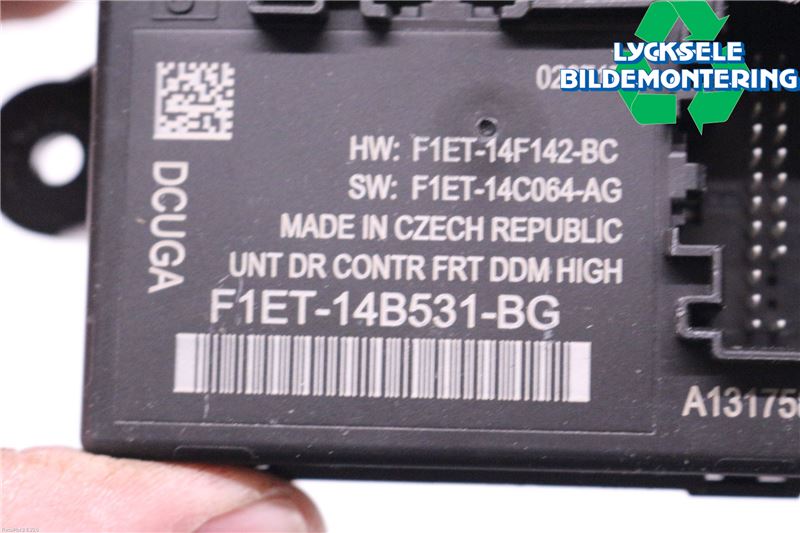 LYCKSELE
BILDEMONTERING
HW: F1ET-14F142-BC
SW: F1ET-14C064-AG
MADE IN CZECH REPUBLIC
UNT DR CONTR FRT DDM HIGH
F1ET-14B531-BG
DCUGA